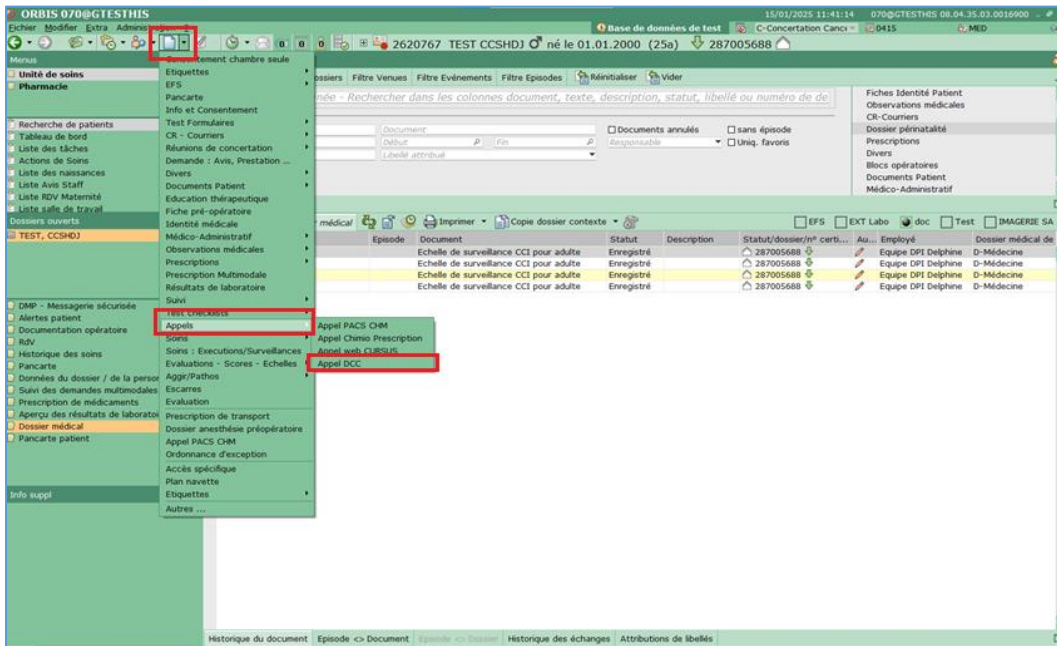 ORBIS 070@GTESTHIS
15/01/2025 11:41:14 070@GTESTHIS 08.04.35.03.0016900
Fichier Modifier Extra
Base de données de test
0415
MED
2620767 TEST CCSHDJ né le 01.01.2000 (25a) 287005688
Menus
Unité de soins
Pharmacie
Recherche de patients
Tableau de bord
Liste des tâches
Actions de Soins
Liste des naissances
Liste Avis Staff
Liste RDV Maternité
Liste salle de travail
Dossiers ouverts
TEST, CCSHDJ
DMP - Messagerie sécurisée
Alertes patient
Documentation opératoire
RdV
Historique des soins
Pancarte
Données du dossier / de la
Suivi des demandes multimodales
Prescription de médicaments
Aperçu des résultats de
Dossier médical
Pancarte patient
Info suppl
chambre seule
Etiquettes
EFS
Pancarte
Info et Consentement
Test Formulaires
CR - Courriers
Réunions de concertation
Demande : Avis, Prestation ...
Divers
Documents Patient
Education thérapeutique
Fiche pré-opératoire
Identité médicale
Médico-Administratif
Observations médicales
Prescriptions
Prescription Multimodale
Résultats de laboratoire
Suivi
Test checklists
Appels
Soins
Soins : Executions/Surveillances
Evaluations - Scores - Echelles
Aggir/Pathos
Escarres
Evaluation
Prescription de transport
Dossier anesthésie préopératoire
Appel PACS CHM
Ordonnance d'exception
Accès spécifique
Plan navette
Etiquettes
Autres ...
Appel PACS CHM
Appel Chimio Prescription
Appel web CURSUS
Appel DCC
Filtre Venues Filtre Evénements Filtre Episodes Réinitialiser Vider
- Rechercher dans les colonnes document, texte, description, statut, libellé ou numéro de de
Document
Documents annulés
sans épisode
Début
Fin
Responsable
Uniq. favoris
Libellé attribué
Fiches Identité Patient
Observations médicales
CR-Courriers
Dossier périnatalité
Prescriptions
Divers
Blocs opératoires
Documents Patient
Médico-Administratif
médical Imprimer Copie dossier contexte EFS EXT Labo doc Test IMAGERIE SA
Episode Document Statut Description Statut/dossier/n° certi... Au... Employé Dossier médical de
Echelle de surveillance CCI pour adulte Enregistré 287005688 Equipe DPI Delphine D-Médecine
Echelle de surveillance CCI pour adulte Enregistré 287005688 Equipe DPI Delphine D-Médecine
Echelle de surveillance CCI pour adulte Enregistré 287005688 Equipe DPI Delphine D-Médecine
Echelle de surveillance CCI pour adulte Enregistré 287005688 Equipe DPI Delphine D-Médecine
Historique du document Episode <> Document Episode <> Dossier Historique des échanges Attributions de libellés